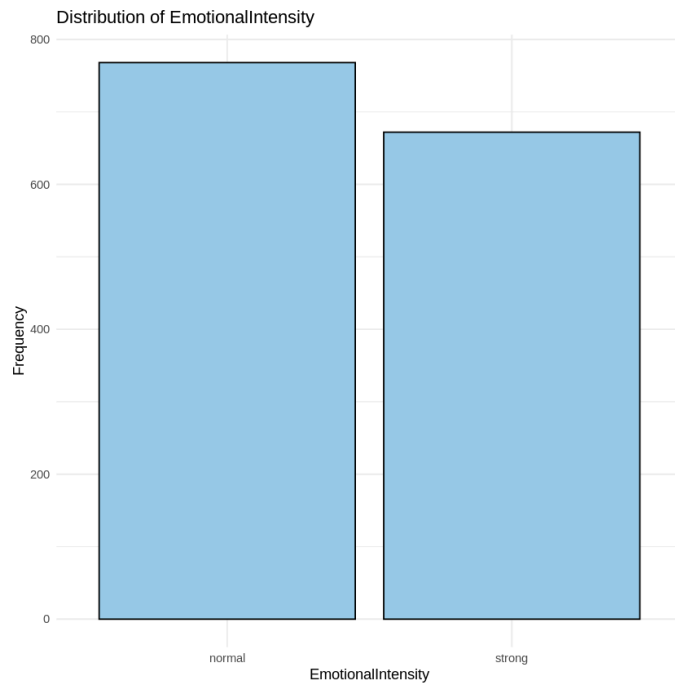 Distribution of EmotionalIntensity
800
600
400
200
0
Frequency
normal
strong
EmotionalIntensity